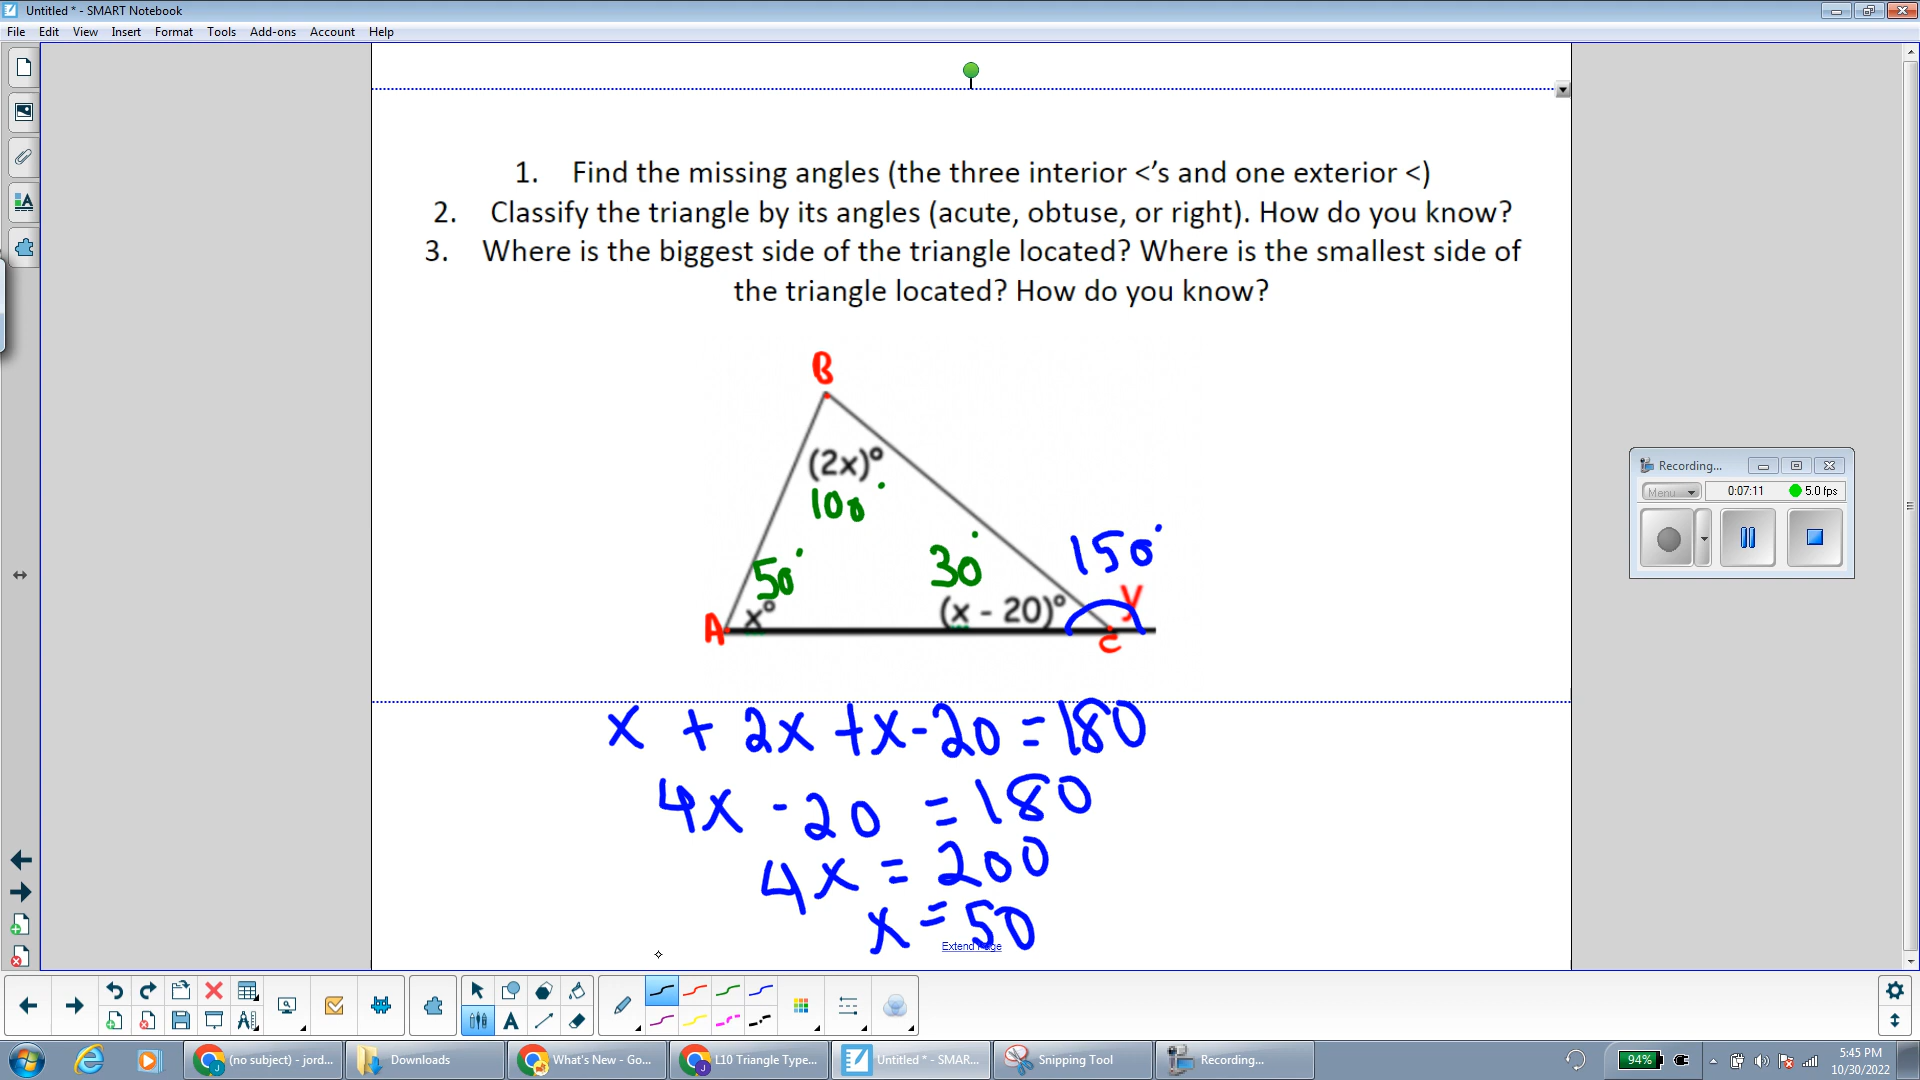 Untitled * - SMART Notebook
File Edit View Insert Format Tools Add-ons Account Help
1. Find the missing angles (the three interior <’s and one exterior <)
2. Classify the triangle by its angles (acute, obtuse, or right). How do you know?
3. Where is the biggest side of the triangle located? Where is the smallest side of
the triangle located? How do you know?
B
(2x)°
100°
50°
30°
150°
A
x°
(x - 20)°
y
C
Recording...
Menu
0:07:11
5.0 fps
x + 2x + x - 20 = 180
4x - 20 = 180
4x = 200
x = 50
Extend Page
A
(no subject) - jord...
Downloads
What's New - Go...
L10 Triangle Type...
Untitled * - SMAR...
Snipping Tool
Recording...
94%
5:45 PM
10/30/2022